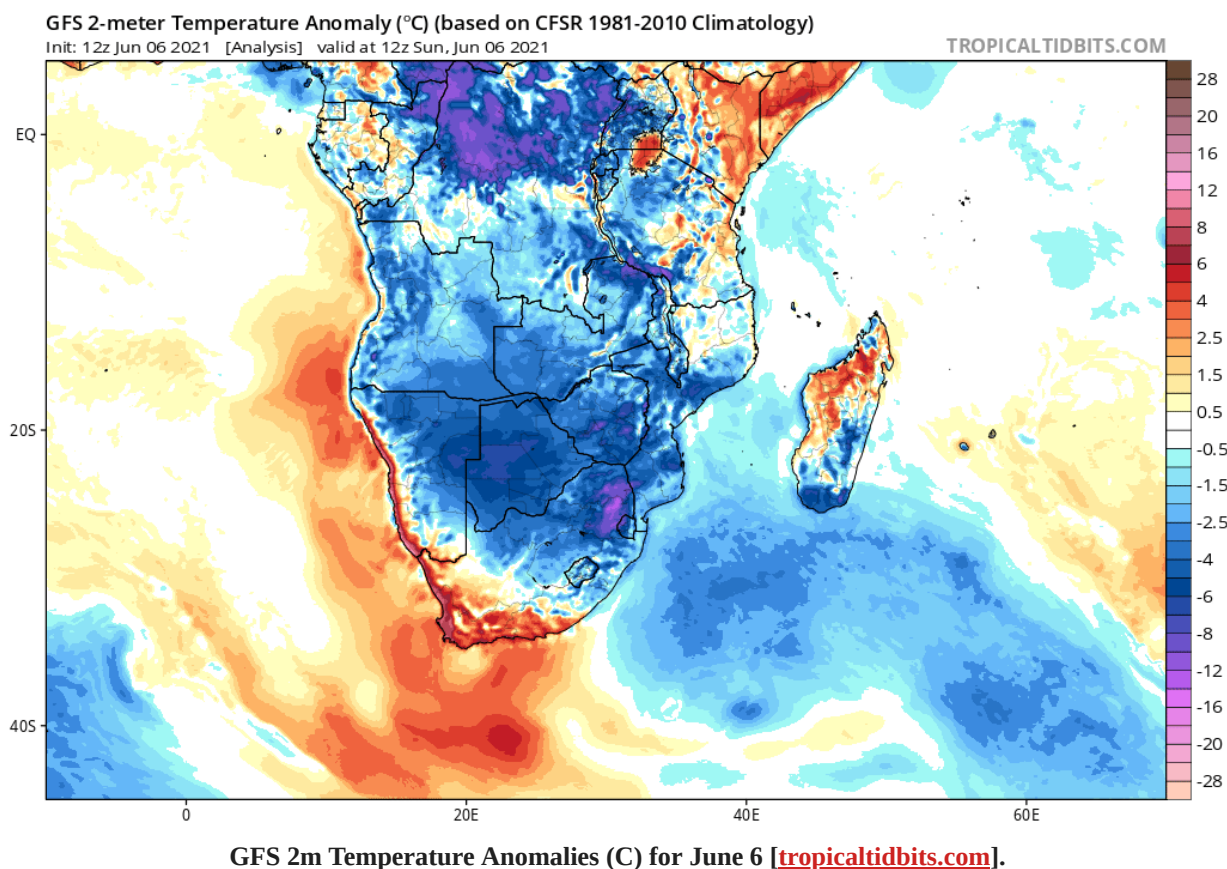 GFS 2-meter Temperature Anomaly (°C) (based on CFSR 1981-2010 Climatology)
Init: 12z Jun 06 2021 [Analysis] valid at 12z Sun, Jun 06 2021
TROPICALTIDBITS.COM
EQ
20S
40S
0
20E
40E
60E
28
20
16
12
8
6
4
2.5
1.5
0.5
-0.5
-1.5
-2.5
-4
-6
-8
-12
-16
-20
-28
GFS 2m Temperature Anomalies (C) for June 6 [tropicaltidbits.com].